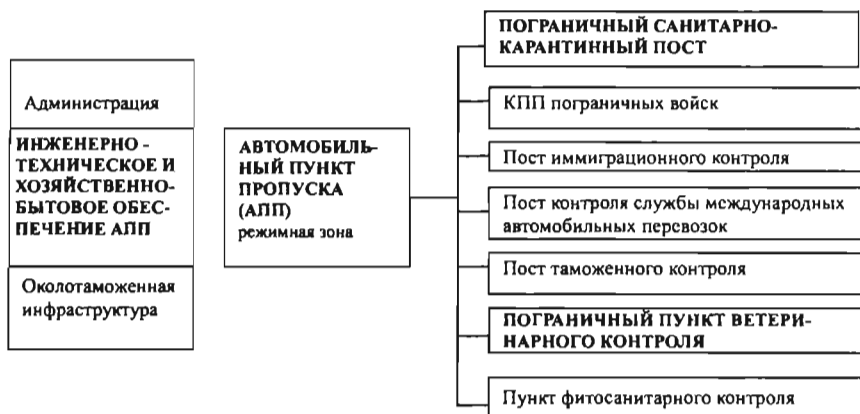 Администрация
ИНЖЕНЕРНО -
ТЕХНИЧЕСКОЕ И
ХОЗЯЙСТВЕННО-
БЫТОВОЕ ОБЕС-
ПЕЧЕНИЕ АПП
Околотаможенная
инфраструктура
АВТОМОБИЛЬ-
НЫЙ ПУНКТ
ПРОПУСКА
(АПП)
режимная зона
ПОГРАНИЧНЫЙ САНИТАРНО-
КАРАНТИННЫЙ ПОСТ
КПП пограничных войск
Пост иммиграционного контроля
Пост контроля службы международных
автомобильных перевозок
Пост таможенного контроля
ПОГРАНИЧНЫЙ ПУНКТ ВЕТЕРИ-
НАРНОГО КОНТРОЛЯ
Пункт фитосанитарного контроля